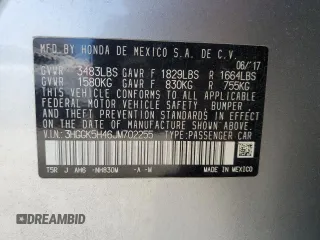 06/'17
MFD. BY HONDA DE MEXICO S.A. DE C.V.
GVWR 3483LBS GAWR F 1829LBS R 1664LBS
GVWR 1580KG GAWR F 830KG R 755KG
THIS VEHICLE CONFORMS TO ALL APPLICABLE
FEDERAL MOTOR VEHICLE SAFETY, BUMPER
AND THEFT PREVENTION STANDARDS IN EFFECT
ON THE DATE OF MANUFACTURE SHOWN ABOVE.
V.I.N.: 3HGGK5H46JM702255 TYPE: PASSENGER CAR
T5R J AH6 -NH830M -A -W MADE IN MEXICO
DREAMBID